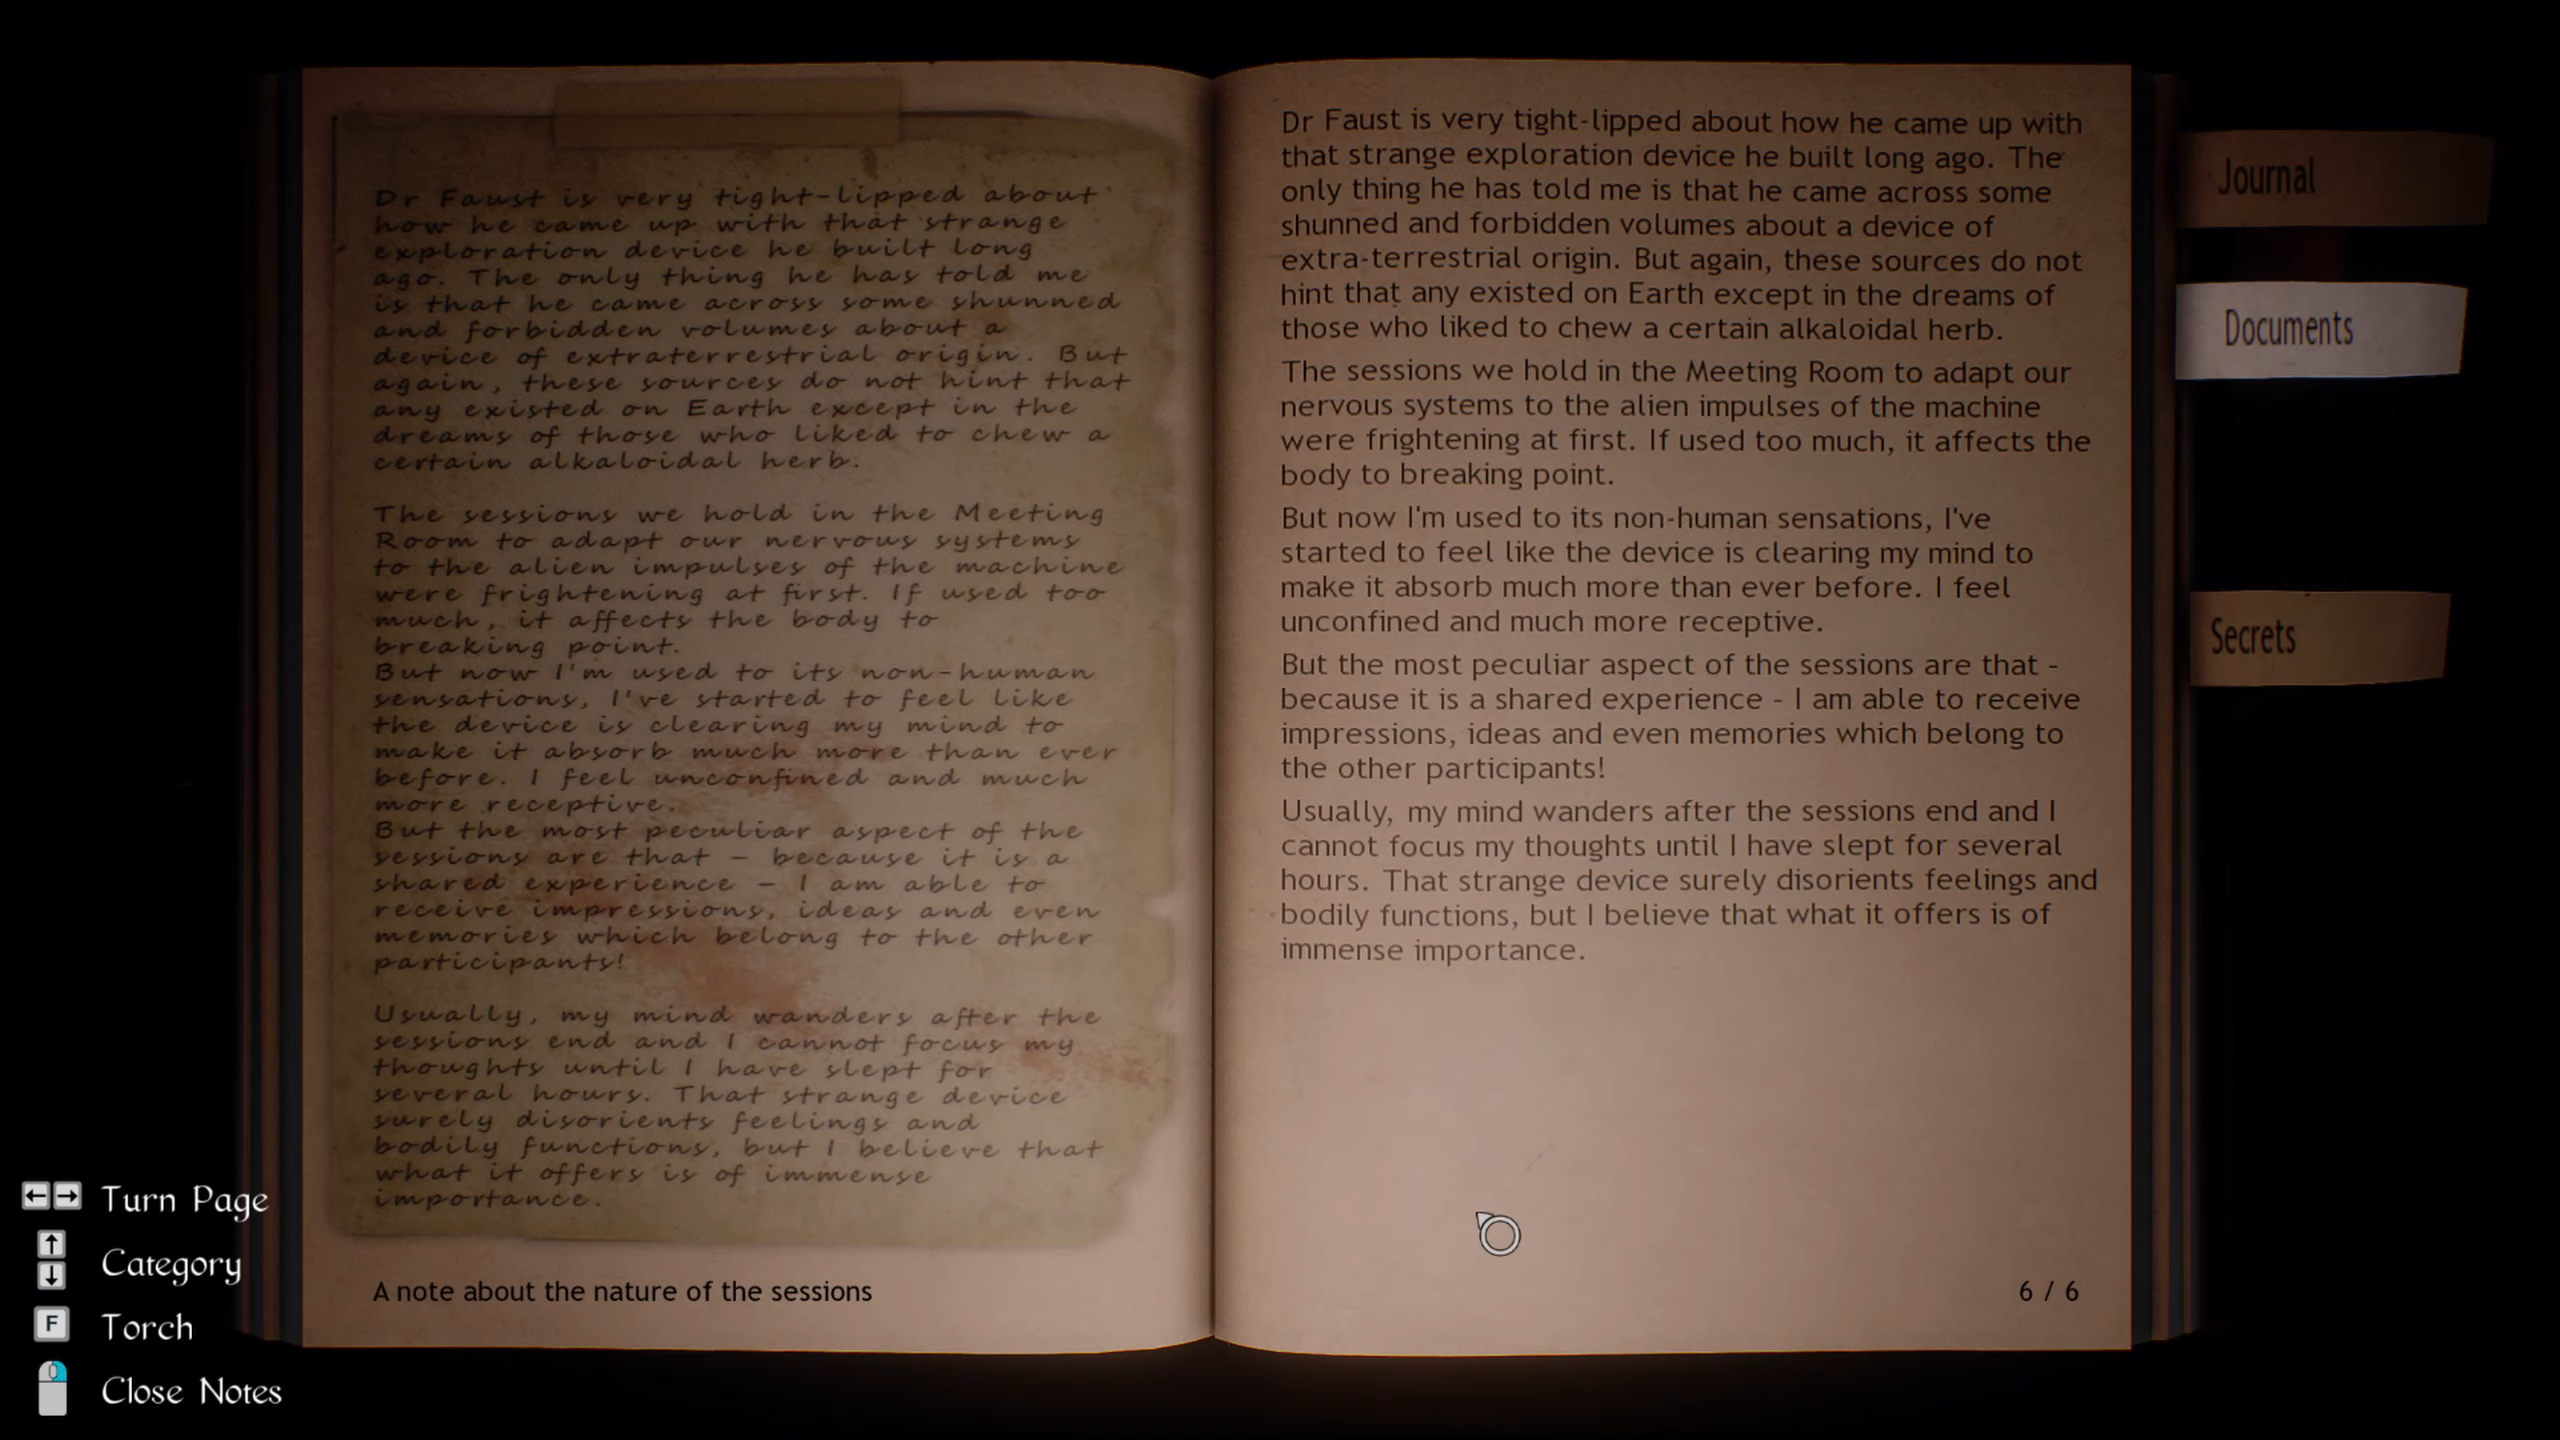 Dr Faust is very tight-lipped about
how he came up with that strange
exploration device he built long
ago. The only thing he has told me
is that he came across some shunned
and forbidden volumes about a
device of extraterrestrial origin. But
again, these sources do not hint that
any existed on Earth except in the
dreams of those who liked to chew a
certain alkaloidal herb.
The sessions we hold in the Meeting
Room to adapt our nervous systems
to the alien impulses of the machine
were frightening at first. If used too
much, it affects the body to
breaking point.
But now I'm used to its non-human
sensations, I've started to feel like
the device is clearing my mind to
make it absorb much more than ever
before. I feel unconfined and much
more receptive.
But the most peculiar aspect of the
sessions are that - because it is a
shared experience - I am able to
receive impressions, ideas and even
memories which belong to the other
participants!
Usually, my mind wanders after the
sessions end and I cannot focus my
thoughts until I have slept for
several hours. That strange device
surely disorients feelings and
bodily functions, but I believe that
what it offers is of immense
importance.
A note about the nature of the sessions
Dr Faust is very tight-lipped about how he came up with
that strange exploration device he built long ago. The
only thing he has told me is that he came across some
shunned and forbidden volumes about a device of
extra-terrestrial origin. But again, these sources do not
hint that any existed on Earth except in the dreams of
those who liked to chew a certain alkaloidal herb.
The sessions we hold in the Meeting Room to adapt our
nervous systems to the alien impulses of the machine
were frightening at first. If used too much, it affects the
body to breaking point.
But now I'm used to its non-human sensations, I've
started to feel like the device is clearing my mind to
make it absorb much more than ever before. I feel
unconfined and much more receptive.
But the most peculiar aspect of the sessions are that -
because it is a shared experience - I am able to receive
impressions, ideas and even memories which belong to
the other participants!
Usually, my mind wanders after the sessions end and I
cannot focus my thoughts until I have slept for several
hours. That strange device surely disorients feelings and
bodily functions, but I believe that what it offers is of
immense importance.
6 / 6
Journal
Documents
Secrets
← → Turn Page
↑ ↓ Category
F Torch
Close Notes